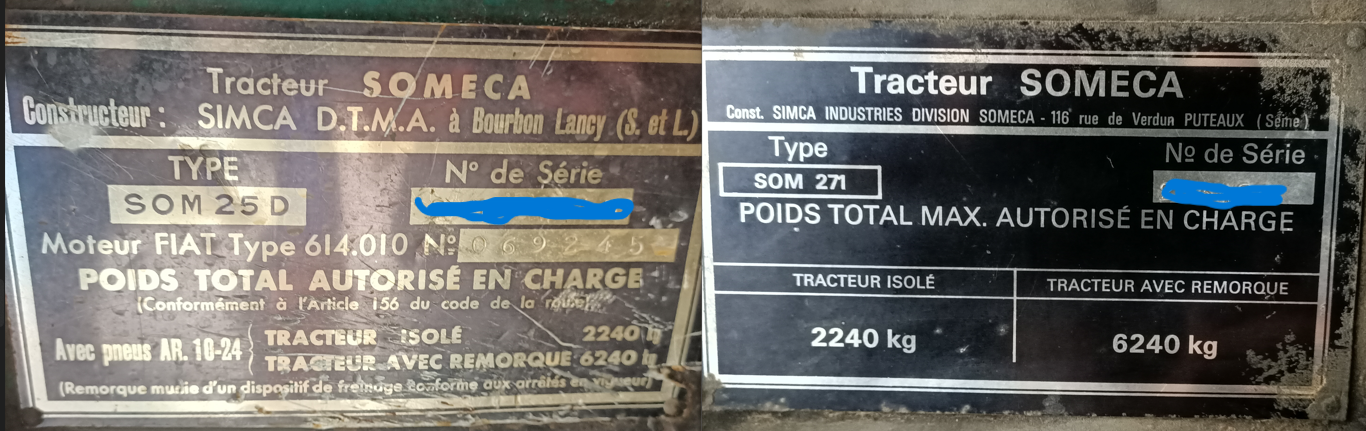 Tracteur SOMECA
Constructeur : SIMCA D.T.M.A. à Bourbon Lancy (S. et L.)
TYPE
Nº de Série
SOM 25 D
Moteur FIAT Type 614.010 Nº 069245
POIDS TOTAL AUTORISÉ EN CHARGE
(Conformément à l'Article 156 du code de la route)
Avec pneus AR. 10-24
TRACTEUR ISOLÉ 2240
TRACTEUR AVEC REMORQUE 6240 k
(Remorque munie d'un dispositif de freinage conforme aux arrêtés en vigueur)
Tracteur SOMECA
Const. SIMCA INDUSTRIES DIVISION SOMECA - 116 rue de Verdun PUTEAUX (Seine)
Type
Nº de Série
SOM 271
POIDS TOTAL MAX. AUTORISÉ EN CHARGE
TRACTEUR ISOLÉ
TRACTEUR AVEC REMORQUE
2240 kg
6240 kg